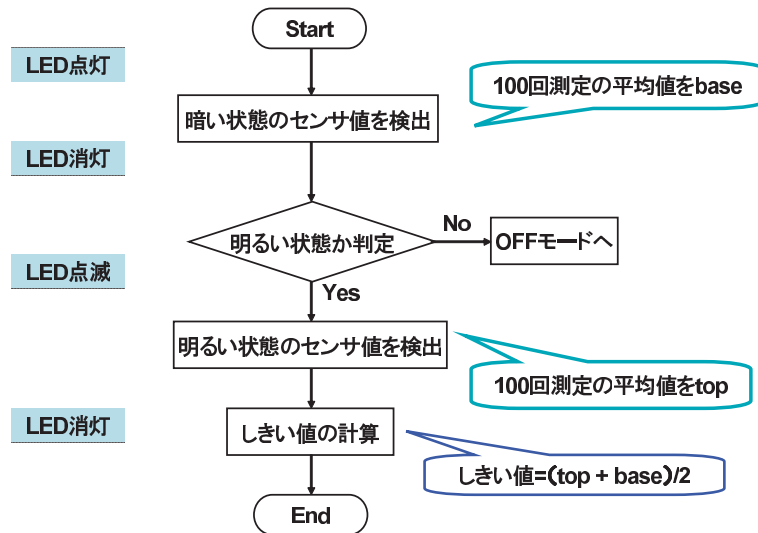 Start
LED点灯
100回測定の平均値をbase
暗い状態のセンサ値を検出
LED消灯
明るい状態か判定
No
OFFモードへ
LED点滅
Yes
明るい状態のセンサ値を検出
100回測定の平均値をtop
LED消灯
しきい値の計算
しきい値=(top + base)/2
End